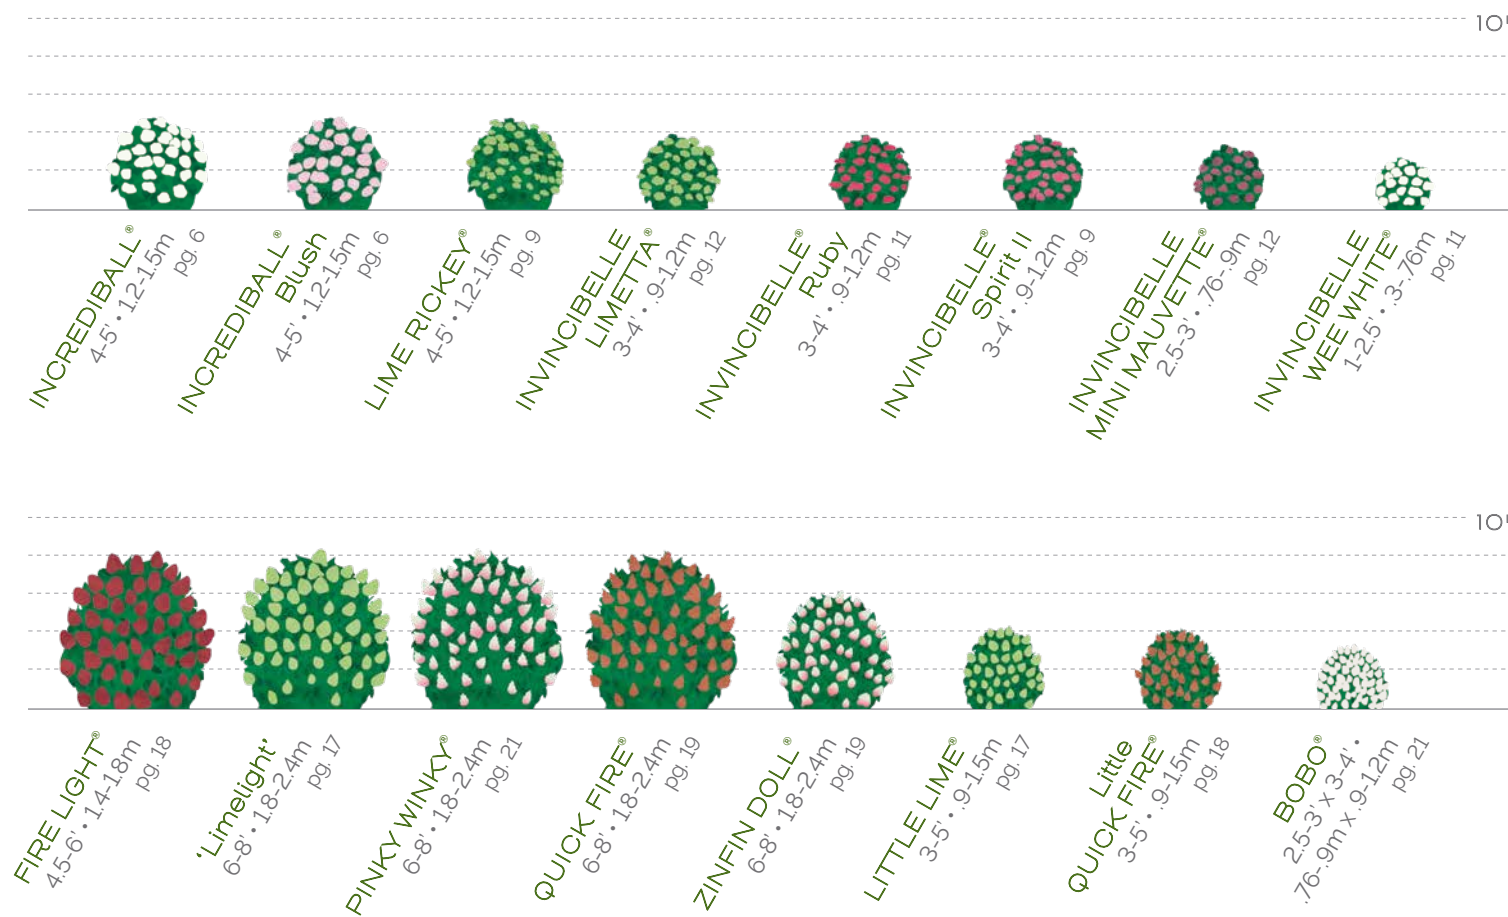 10'
INCREDIBALL®
4-5' • 1.2-1.5m
pg. 6
INCREDIBALL®
Blush
4-5' • 1.2-1.5m
pg. 6
LIME RICKEY®
4-5' • 1.2-1.5m
pg. 9
INVINCIBELLE
LIMETTA®
3-4' • .9-1.2m
pg. 12
INVINCIBELLE®
Ruby
3-4' • .9-1.2m
pg. 11
INVINCIBELLE®
Spirit II
3-4' • .9-1.2m
pg. 9
INVINCIBELLE
MINI MAUVETTE®
2.5-3' • .76-.9m
pg. 12
INVINCIBELLE
WEE WHITE®
1-2.5' • .3-.76m
pg. 11
10'
FIRE LIGHT®
4.5-6' • 1.4-1.8m
pg. 18
‘Limelight’
6-8' • 1.8-2.4m
pg. 17
PINKY WINKY®
6-8' • 1.8-2.4m
pg. 21
QUICK FIRE®
6-8' • 1.8-2.4m
pg. 19
ZINFIN DOLL®
6-8' • 1.8-2.4m
pg. 19
LITTLE LIME®
3-5' • .9-1.5m
pg. 17
Little
QUICK FIRE®
3-5' • .9-1.5m
pg. 18
BOBO®
2.5-3' x 3-4' •
.76-.9m x .9-1.2m
pg. 21